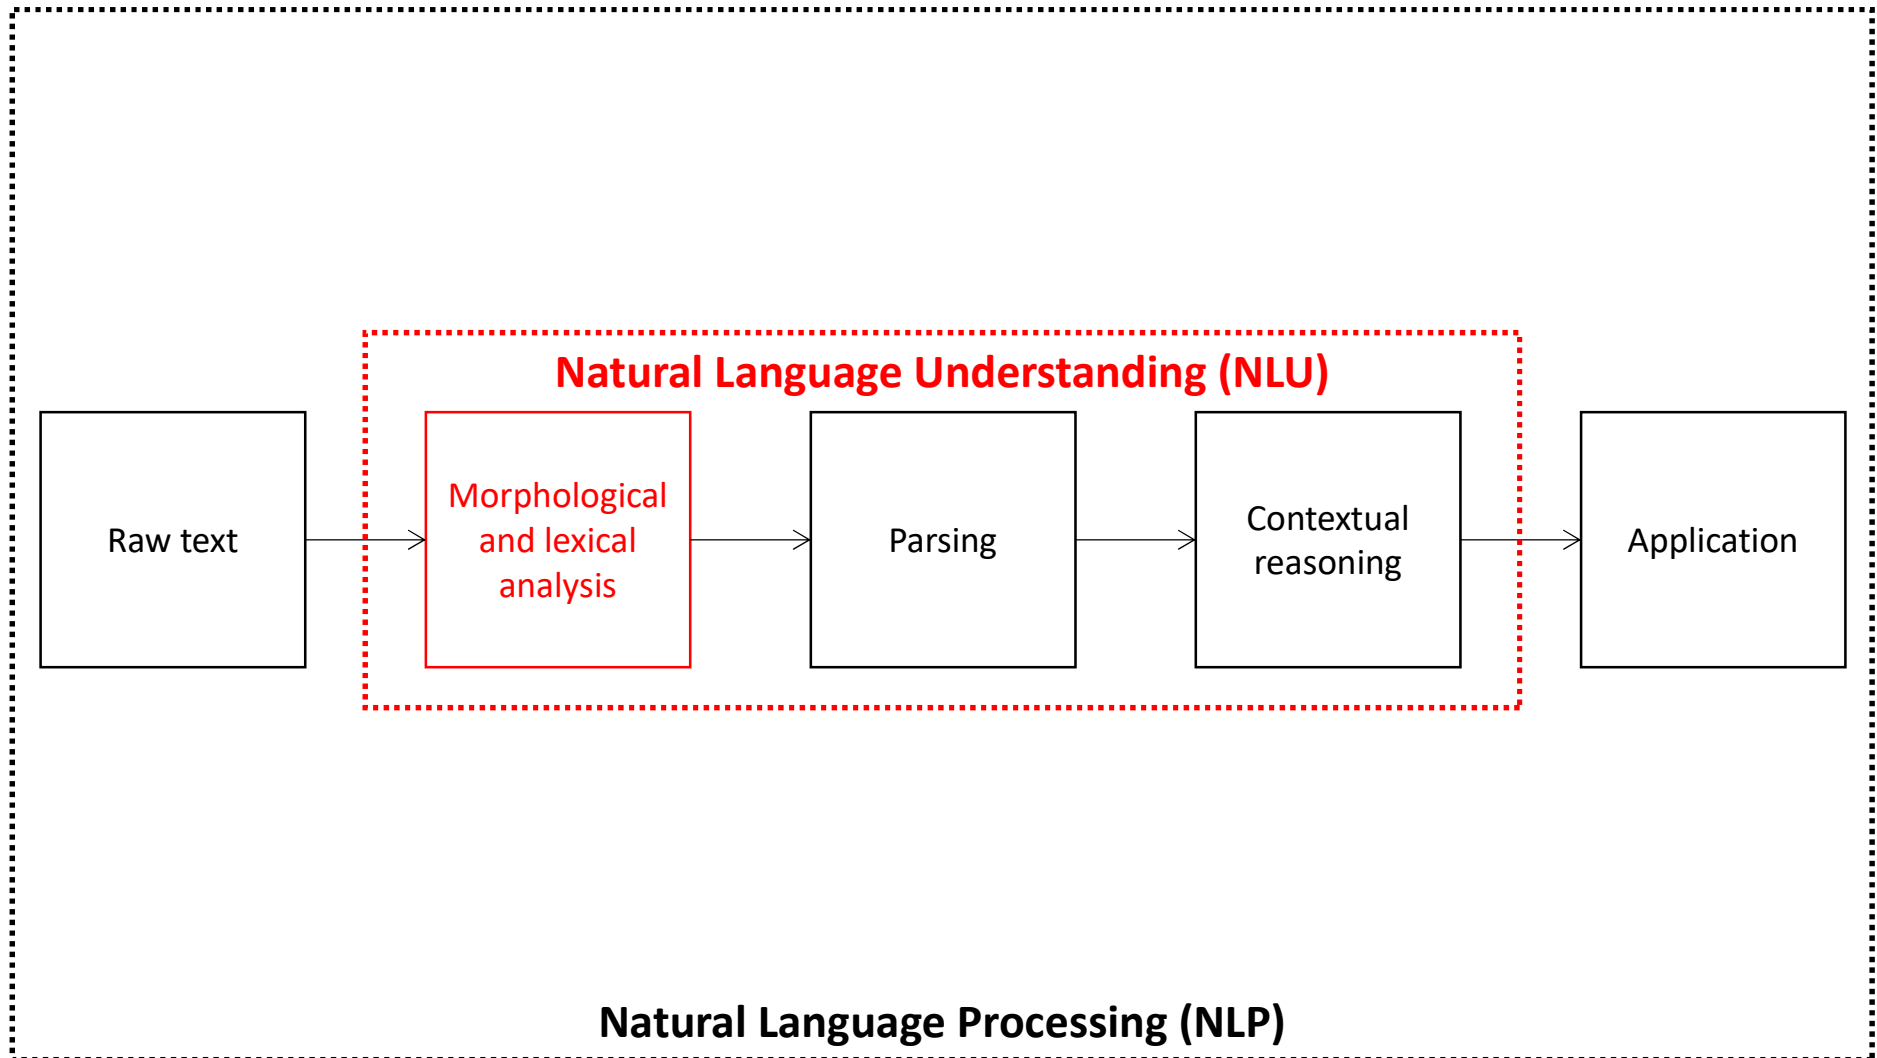 Natural Language Understanding (NLU)
Raw text
Morphological
and lexical
analysis
Parsing
Contextual
reasoning
Application
Natural Language Processing (NLP)